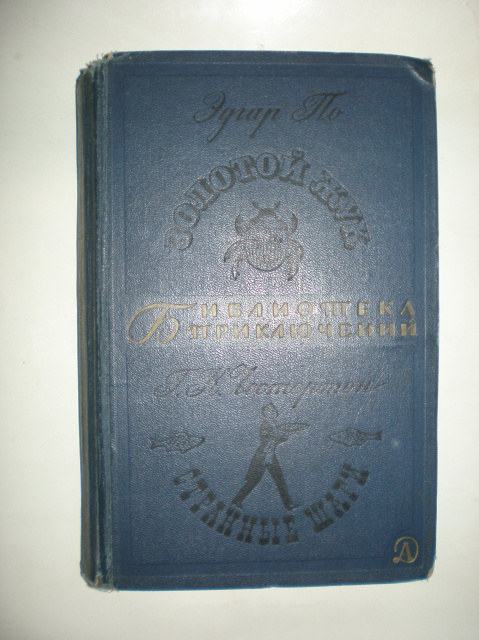 Эдгар По
ЗОЛОТОЙ ЖУК
БИБЛИОТЕКА
ПРИКЛЮЧЕНИЙ
Г. К. Честертон
СТРАННЫЕ ШАГИ
Д